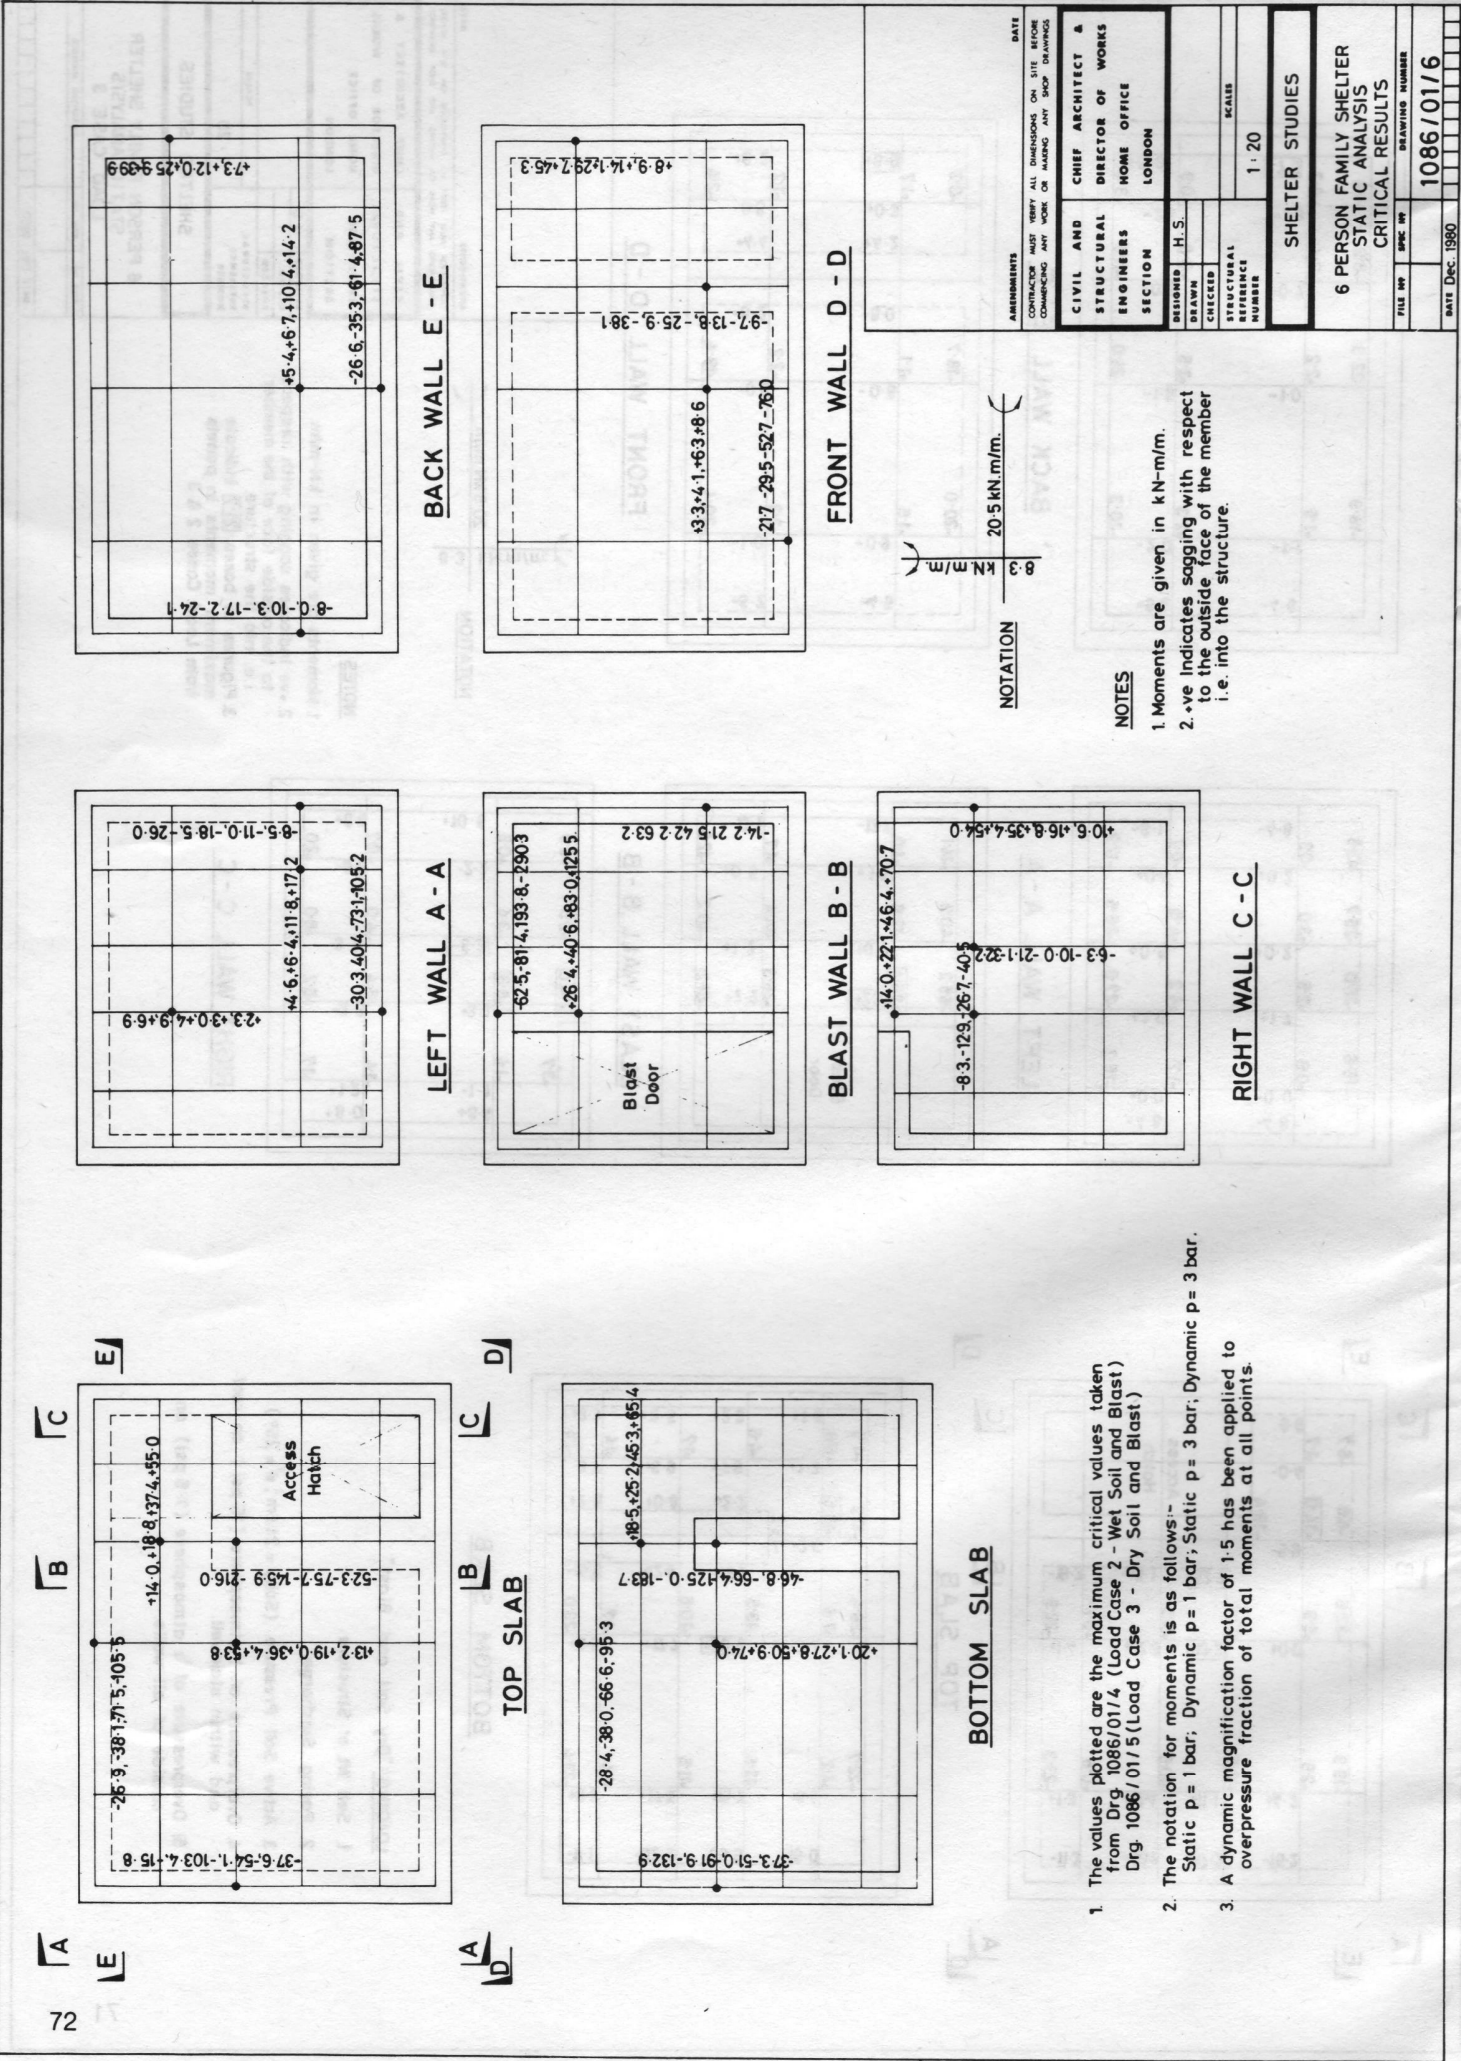 72
A
E
B
C
E
-26·9,-38·1,-71·5,-105·5
+14·0,+18·8,+37·4,+55·0
-37·6,-54·1,-103·4,-15·8
+13·2,+19·0,+36·4,+53·8
-52·3-75·7,-145·9, -216·0
Access
Hatch
A
D
B
C
D
TOP SLAB
-28·4,-38·0,-66·6,-95·3
+18·5,+25·2,+45·3,+65·4
-37·3,-51·0,-91·9,-132·9
+20·1,+27·8,+50·9,+74·0
-46·8,-66·4,-125·0,-183·7
BOTTOM SLAB
1. The values plotted are the maximum critical values taken
from Drg. 1086/01/4 (Load Case 2 - Wet Soil and Blast)
Drg. 1086/01/5 (Load Case 3 - Dry Soil and Blast)
2. The notation for moments is as follows:-
Static p = 1 bar; Dynamic p = 1 bar; Static p = 3 bar; Dynamic p = 3 bar.
3. A dynamic magnification factor of 1·5 has been applied to
overpressure fraction of total moments at all points.
+2·3,+3·0,+4·9,+6·9
-8·5,-11·0,-18·5,-26·0
+4·6,+6·4,+11·8,+17·2
-30·3,40·4,-73·1,-105·2
LEFT WALL A - A
-62·5,-81·4,193·8,-290·3
+26·4,+40·6,+83·0,+125·5
-14·2 21·5 42·2 63·2
Blast
Door
BLAST WALL B - B
+14·0,+22·1,+46·4,+70·7
-8·3,-12·9,-26·7,-40·5
-6·3 -10·0 -21·1-32·2
+10·6,+16·8,+35·4,+54·0
RIGHT WALL C - C
-8·0,-10·3,-17·2,-24·1
+7·3,+12·0,+25·9,+39·9
+5·4,+6·7,+10·4,+14·2
-26·6,-35·3,-61·4,87·5
BACK WALL E - E
+8·9,+14·1,+29·7,+45·3
-9·7,-13·8, -25·9, -38·1
+3·3,+4·1,+6·3,+8·6
-21·7 -29·5 -52·7 -76·0
FRONT WALL D - D
NOTATION
8·3 kN.m/m.
20·5 kN.m/m.
NOTES
1. Moments are given in kN-m/m.
2. +ve Indicates sagging with respect
to the outside face of the member
i.e. into the structure.
AMENDMENTS DATE
CONTRACTOR MUST VERIFY ALL DIMENSIONS ON SITE BEFORE
COMMENCING ANY WORK OR MAKING ANY SHOP DRAWINGS
CIVIL AND CHIEF ARCHITECT &
STRUCTURAL DIRECTOR OF WORKS
ENGINEERS HOME OFFICE
SECTION LONDON
DESIGNED H. S.
DRAWN
CHECKED
STRUCTURAL
REFERENCE
NUMBER
SCALES
1 : 20
SHELTER STUDIES
6 PERSON FAMILY SHELTER
STATIC ANALYSIS
CRITICAL RESULTS
FILE Nº SPEC Nº DRAWING NUMBER
1086/01/6
DATE Dec. 1980